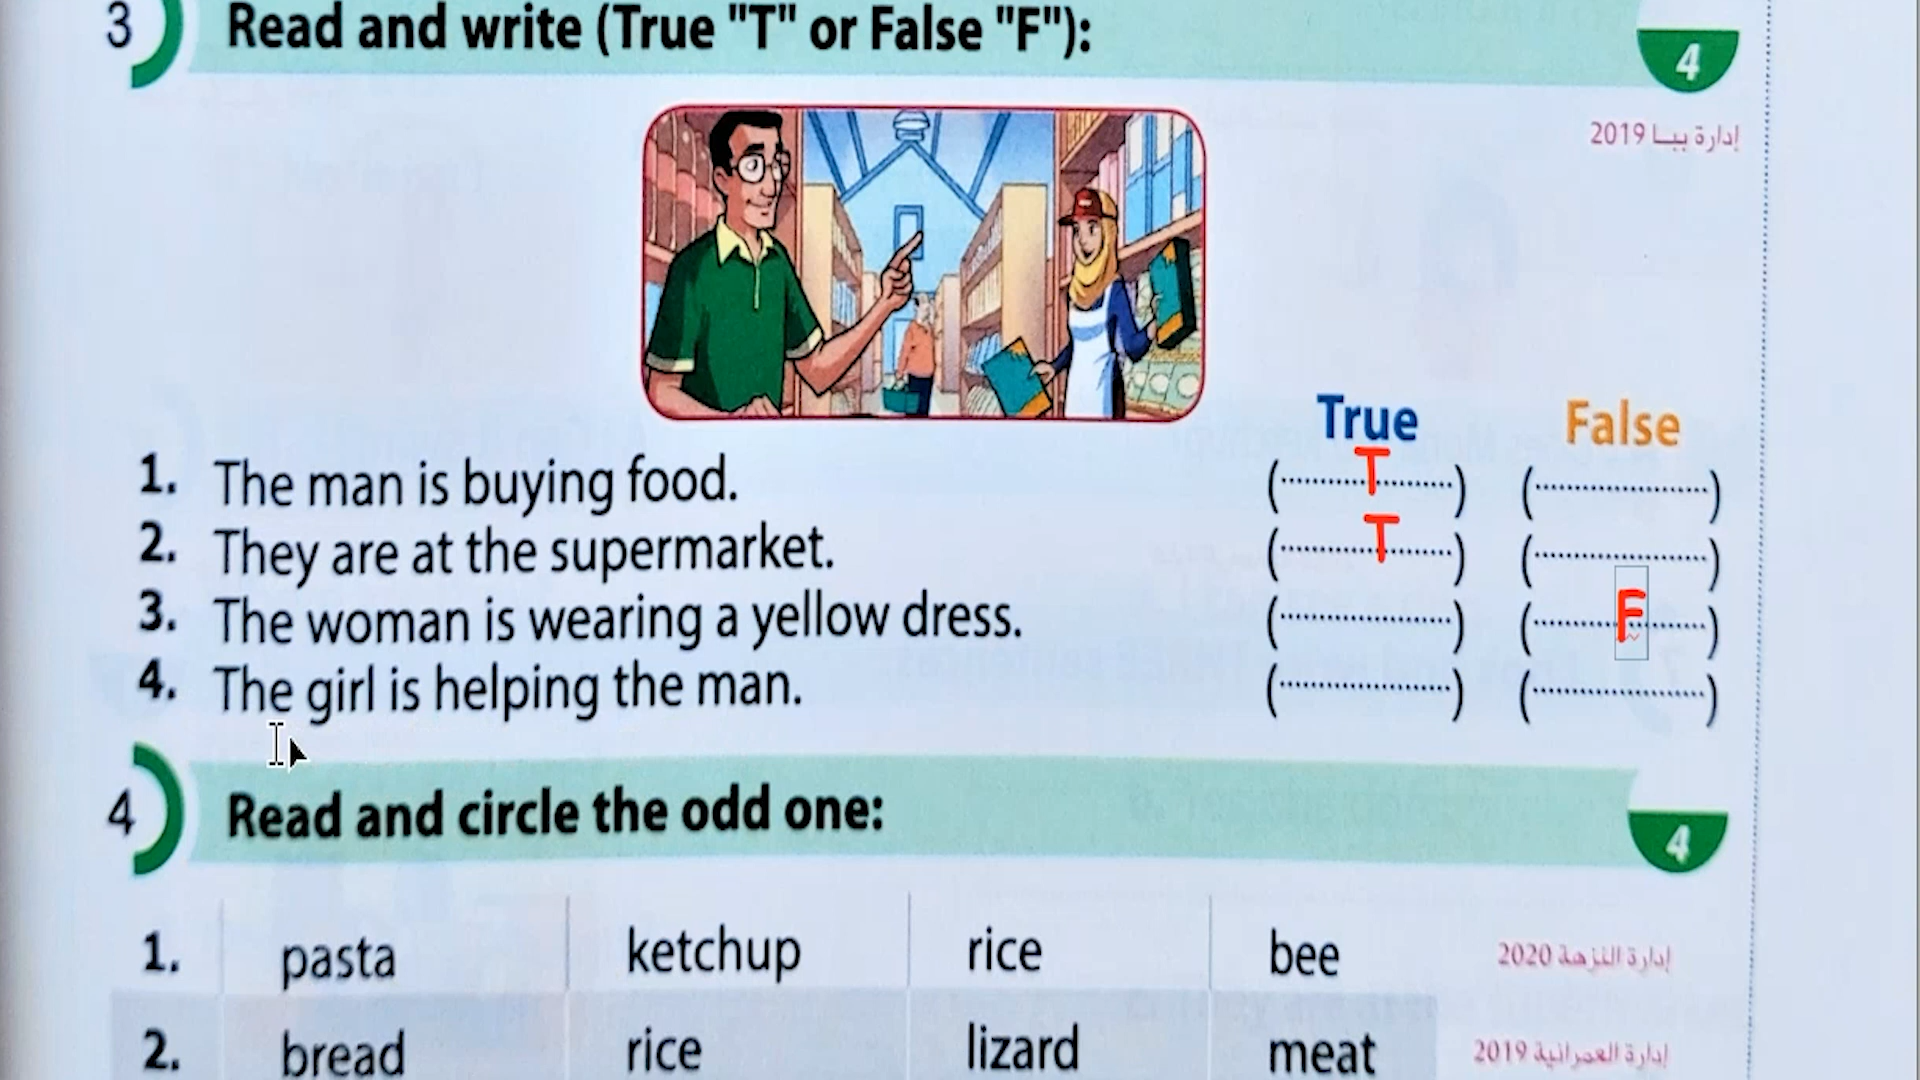 3 Read and write (True "T" or False "F"):
4
إدارة ببا 2019
True False
1. The man is buying food. (....................) (....................)
T
2. They are at the supermarket. (....................) (....................)
T
3. The woman is wearing a yellow dress. (....................) (....................)
F
4. The girl is helping the man. (....................) (....................)
4 Read and circle the odd one:
4
1. pasta ketchup rice bee إدارة النزهة 2020
2. bread rice lizard meat إدارة العمرانية 2019